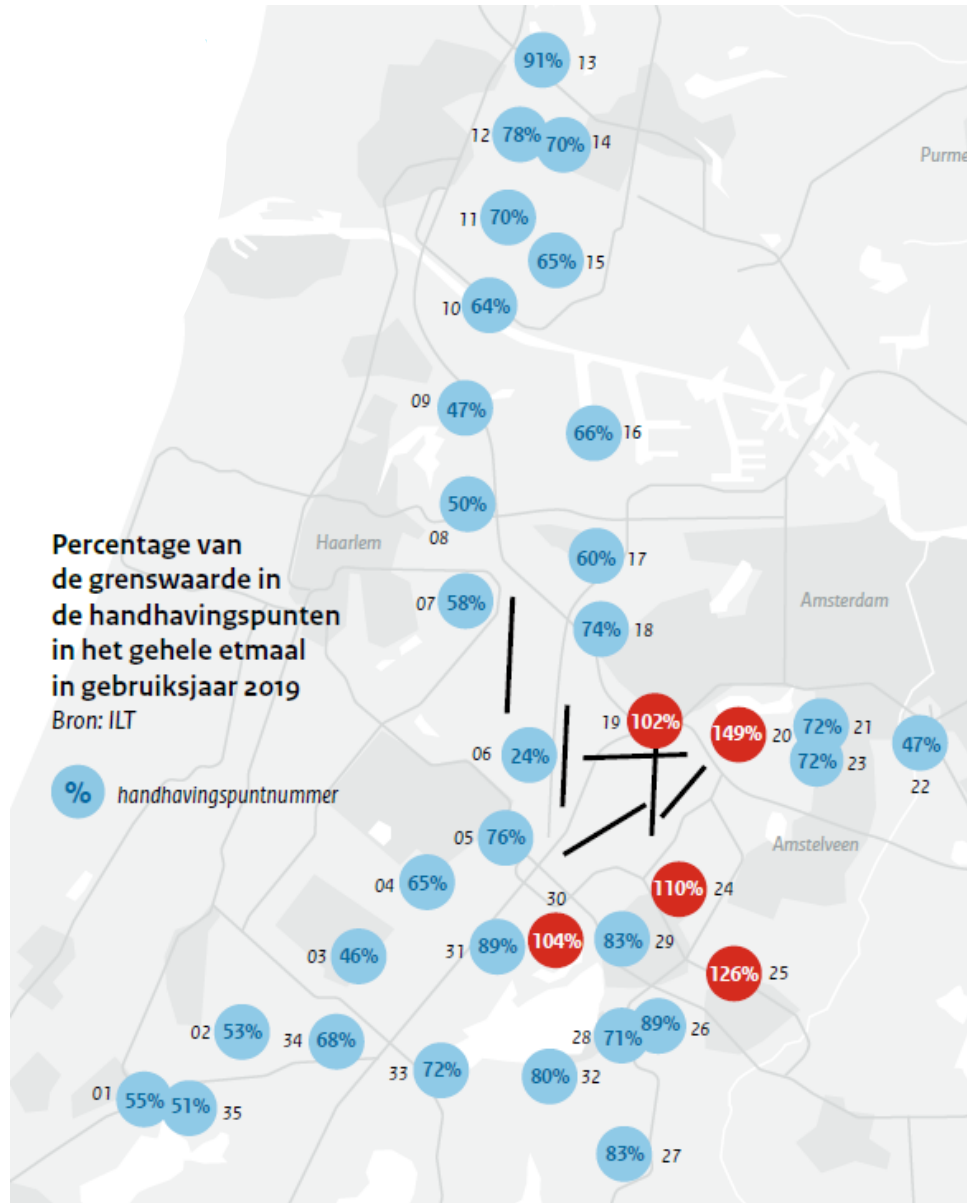 91% 13
12 78% 70% 14
Purme
11 70%
65% 15
10 64%
09 47%
66% 16
50%
08
Haarlem
60% 17
Percentage van
de grenswaarde in
de handhavingspunten
in het gehele etmaal
in gebruiksjaar 2019
Bron: ILT
07 58%
Amsterdam
74% 18
19 102%
149% 20
72% 21
72% 23
47%
22
06 24%
% handhavingspuntnummer
05 76%
Amstelveen
04 65%
110% 24
30
104%
31 89%
83% 29
03 46%
126% 25
02 53%
34 68%
28 71% 89% 26
33 72%
80% 32
01 55% 51% 35
83% 27